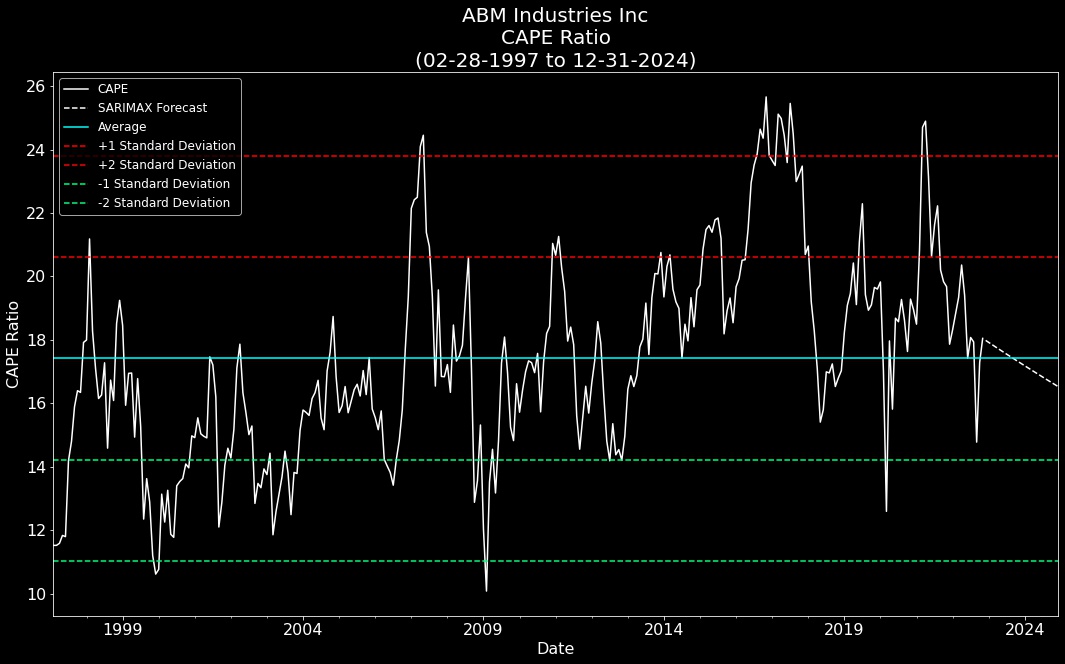 ABM Industries Inc
CAPE Ratio
(02-28-1997 to 12-31-2024)
CAPE
SARIMAX Forecast
Average
+1 Standard Deviation
+2 Standard Deviation
-1 Standard Deviation
-2 Standard Deviation
26
24
22
20
18
16
14
12
10
CAPE Ratio
1999 2004 2009 2014 2019 2024
Date